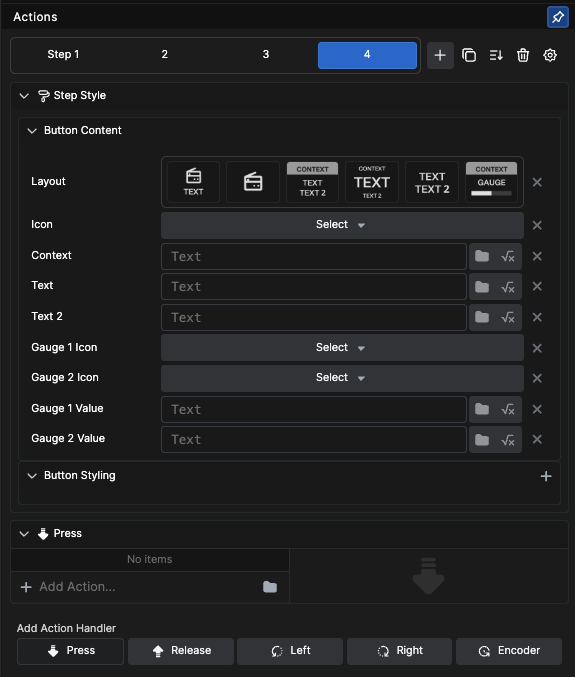 Actions
Step 1 2 3 4
Step Style
Button Content
Layout
TEXT
CONTEXT
TEXT
TEXT 2
CONTEXT
TEXT
TEXT 2
TEXT
TEXT 2
CONTEXT
GAUGE
Icon Select
Context Text √x
Text Text √x
Text 2 Text √x
Gauge 1 Icon Select
Gauge 2 Icon Select
Gauge 1 Value Text √x
Gauge 2 Value Text √x
Button Styling
Press
No items
Add Action...
Add Action Handler
Press Release Left Right Encoder